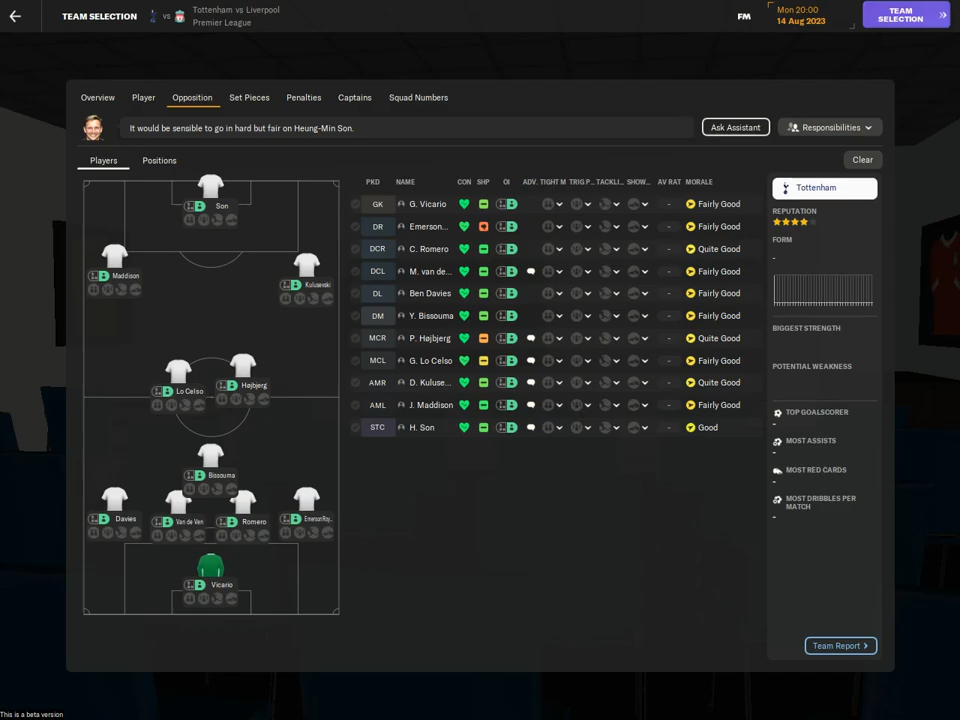 TEAM SELECTION
vs
Tottenham vs Liverpool
Premier League
FM
Mon 20:00
14 Aug 2023
TEAM
SELECTION
Overview
Player
Opposition
Set Pieces
Penalties
Captains
Squad Numbers
It would be sensible to go in hard but fair on Heung-Min Son.
Ask Assistant
Responsibilities
Players
Positions
Clear
Son
Maddison
Kulusevski
Lo Celso
Højbjerg
Bissouma
Davies
Van de Ven
Romero
Emerson Roy...
Vicario
PKD NAME CON SHP OI ADV. TIGHT M TRIG P... TACKLI... SHOW... AV RAT MORALE
GK G. Vicario - Fairly Good
DR Emerson... - Fairly Good
DCR C. Romero - Quite Good
DCL M. van de... - Fairly Good
DL Ben Davies - Fairly Good
DM Y. Bissouma - Fairly Good
MCR P. Højbjerg - Quite Good
MCL G. Lo Celso - Fairly Good
AMR D. Kuluse... - Quite Good
AML J. Maddison - Fairly Good
STC H. Son - Good
Tottenham
REPUTATION
FORM
-
BIGGEST STRENGTH
POTENTIAL WEAKNESS
TOP GOALSCORER
-
MOST ASSISTS
-
MOST RED CARDS
-
MOST DRIBBLES PER
MATCH
-
Team Report
This is a beta version